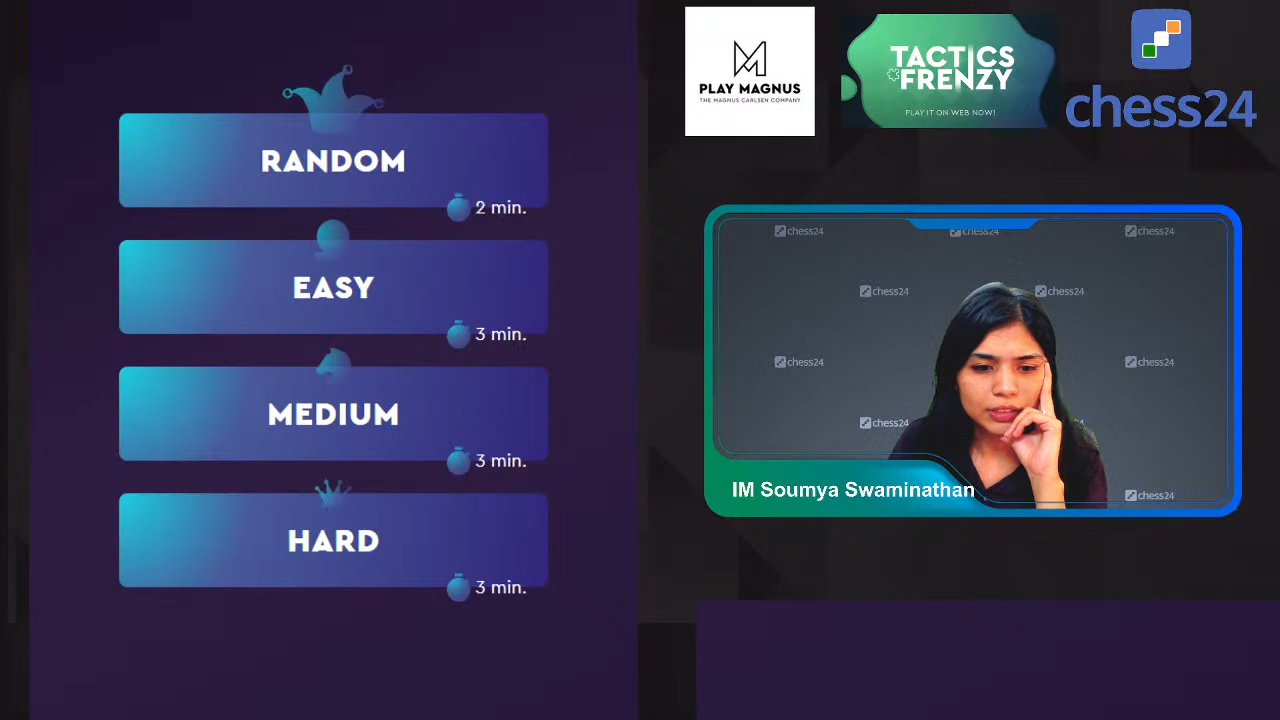 RANDOM
2 min.
EASY
3 min.
MEDIUM
3 min.
HARD
3 min.
PLAY MAGNUS
THE MAGNUS CARLSEN COMPANY
TACTICS
FRENZY
PLAY IT ON WEB NOW!
chess24
chess24
chess24
chess24
chess24
chess24
chess24
chess24
chess24
chess24
IM Soumya Swaminathan